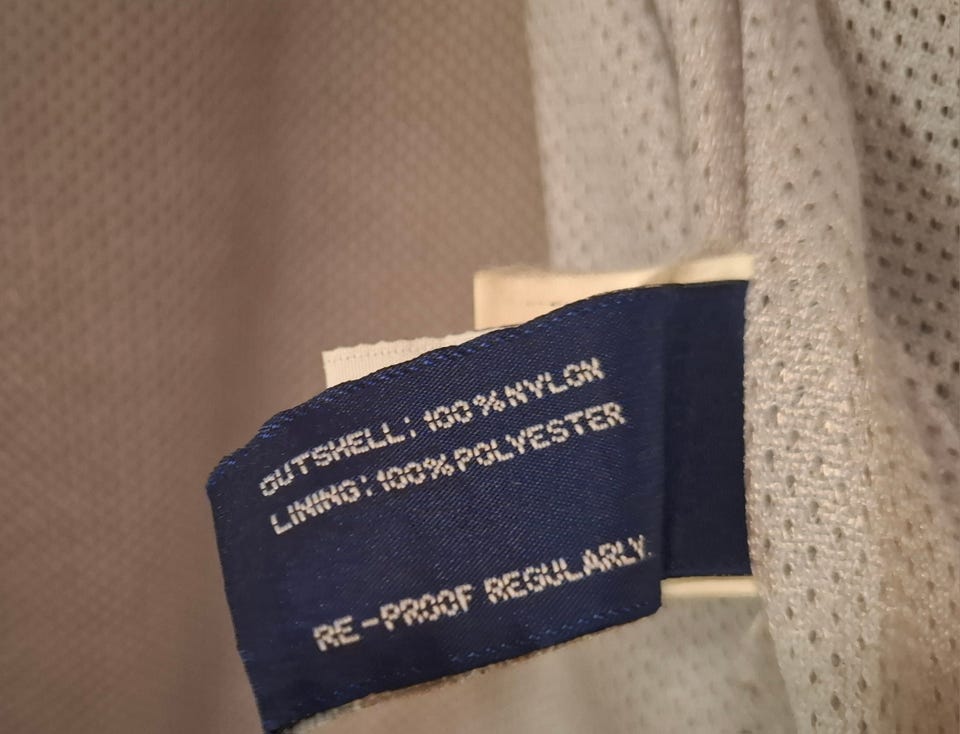 OUTSHELL: 100%NYLON
LINING: 100%POLYESTER
RE-PROOF REGULARLY.